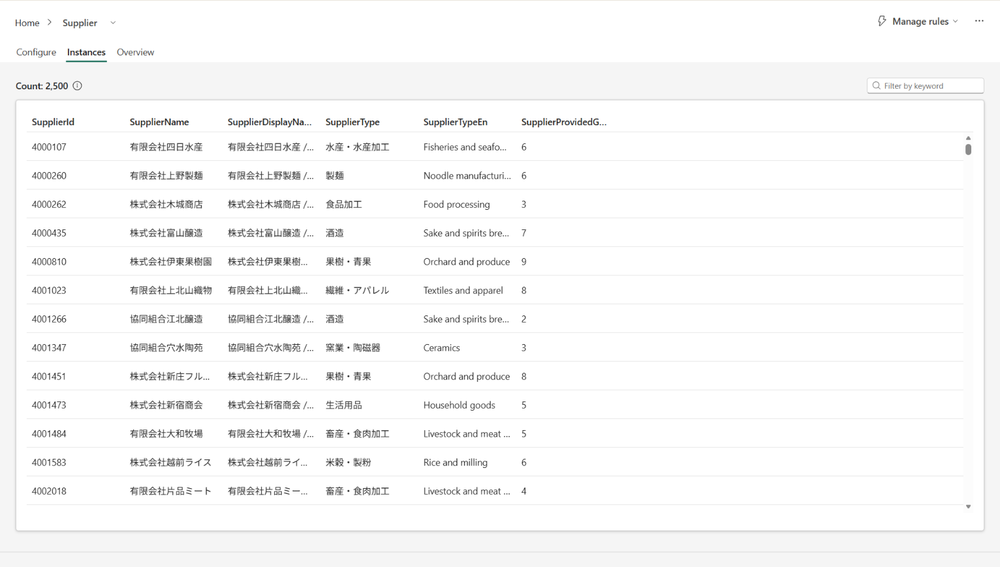 Home > Supplier
Manage rules
Configure Instances Overview
Count: 2,500
Filter by keyword
SupplierId SupplierName SupplierDisplayNa... SupplierType SupplierTypeEn SupplierProvidedG...
4000107 有限会社四日水産 有限会社四日水産 /... 水産・水産加工 Fisheries and seafo... 6
4000260 有限会社上野製麺 有限会社上野製麺 /... 製麺 Noodle manufacturi... 6
4000262 株式会社木城商店 株式会社木城商店 /... 食品加工 Food processing 3
4000435 株式会社富山醸造 株式会社富山醸造 /... 酒造 Sake and spirits bre... 7
4000810 株式会社伊東果樹園 株式会社伊東果樹... 果樹・青果 Orchard and produce 9
4001023 有限会社上北山織物 有限会社上北山織... 繊維・アパレル Textiles and apparel 8
4001266 協同組合江北醸造 協同組合江北醸造 /... 酒造 Sake and spirits bre... 2
4001347 協同組合穴水陶苑 協同組合穴水陶苑 /... 窯業・陶磁器 Ceramics 3
4001451 株式会社新庄フル... 株式会社新庄フル... 果樹・青果 Orchard and produce 8
4001473 株式会社新宿商会 株式会社新宿商会 /... 生活用品 Household goods 5
4001484 有限会社大和牧場 有限会社大和牧場 /... 畜産・食肉加工 Livestock and meat ... 5
4001583 株式会社越前ライス 株式会社越前ライ... 米穀・製粉 Rice and milling 6
4002018 有限会社片品ミート 有限会社片品ミー... 畜産・食肉加工 Livestock and meat ... 4